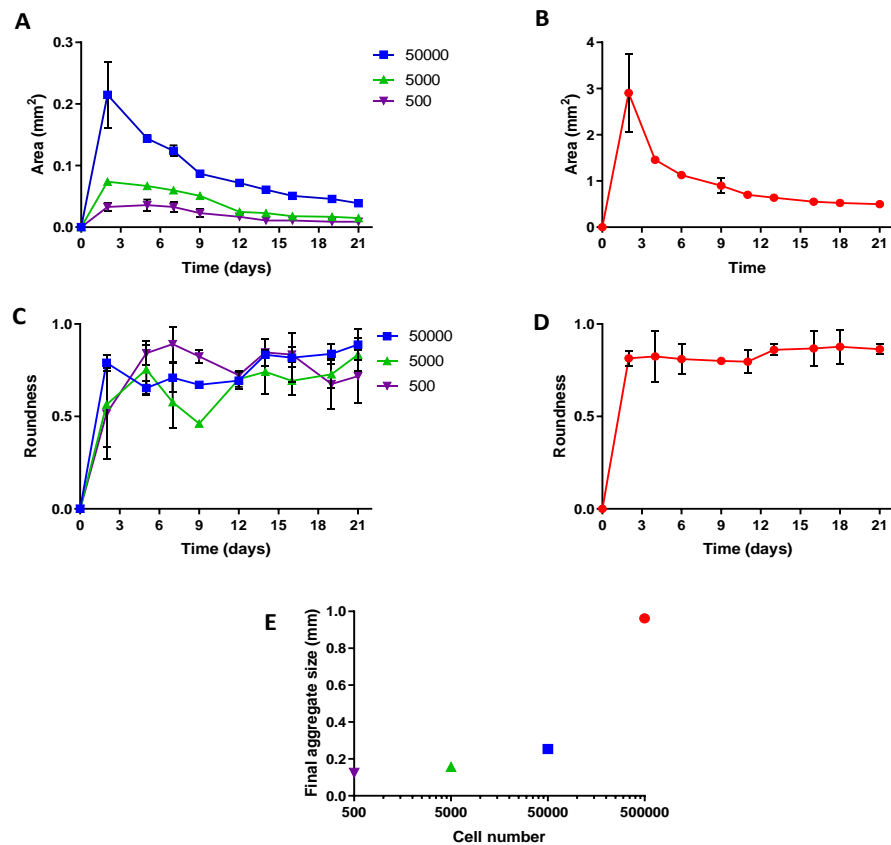 A
Area (mm²)
0.3
0.2
0.1
0.0
0 3 6 9 12 15 18 21
Time (days)
50000
5000
500
B
Area (mm²)
4
3
2
1
0
0 3 6 9 12 15 18 21
Time
C
Roundness
1.0
0.5
0.0
0 3 6 9 12 15 18 21
Time (days)
50000
5000
500
D
Roundness
1.0
0.5
0.0
0 3 6 9 12 15 18 21
Time (days)
E
Final aggregate size (mm)
1.0
0.8
0.6
0.4
0.2
0.0
500 5000 50000 500000
Cell number